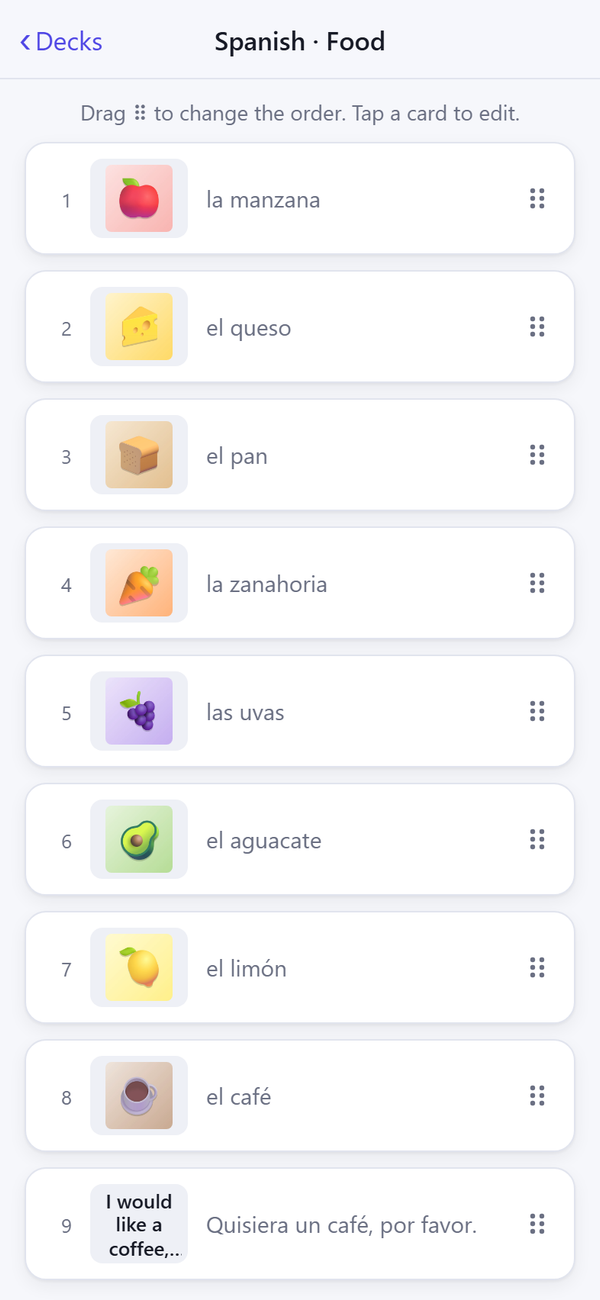 Decks
Spanish · Food
Drag ⠿ to change the order. Tap a card to edit.
1 la manzana
2 el queso
3 el pan
4 la zanahoria
5 las uvas
6 el aguacate
7 el limón
8 el café
9
I would
like a
coffee,...
Quisiera un café, por favor.